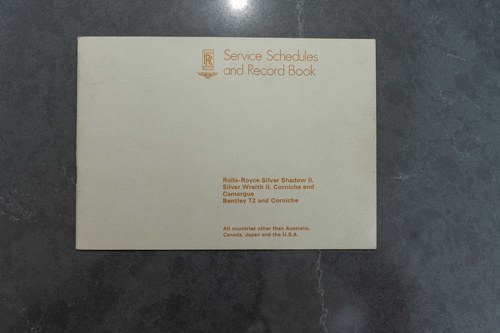 RR
Service Schedules
and Record Book
Rolls-Royce Silver Shadow II,
Silver Wraith II, Corniche and
Camargue
Bentley T2 and Corniche
All countries other than Australia,
Canada, Japan and the U.S.A.